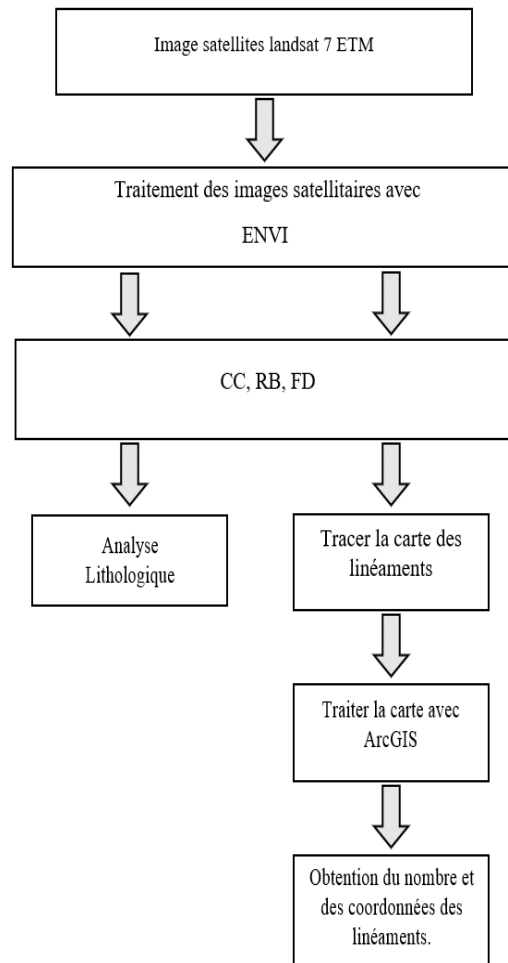 Image satellites landsat 7 ETM
Traitement des images satellitaires avec
ENVI
CC, RB, FD
Analyse
Lithologique
Tracer la carte des
linéaments
Traiter la carte avec
ArcGIS
Obtention du nombre et
des coordonnées des
linéaments.